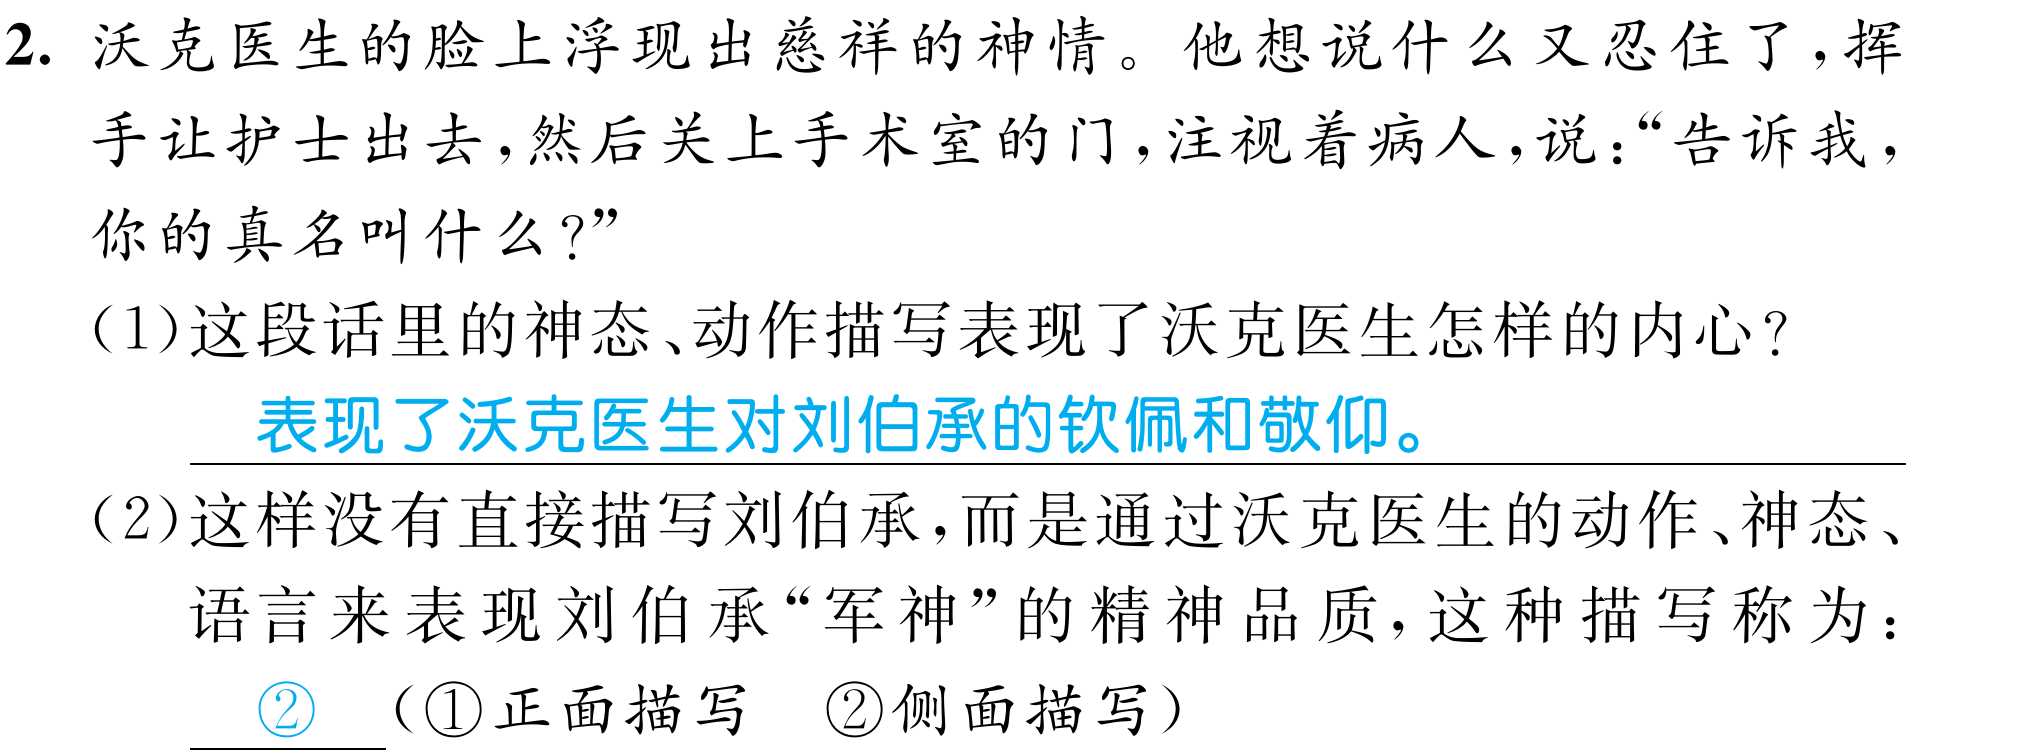 2. 沃克医生的脸上浮现出慈祥的神情。他想说什么又忍住了,挥
手让护士出去,然后关上手术室的门,注视着病人,说:“告诉我,
你的真名叫什么?”
(1)这段话里的神态、动作描写表现了沃克医生怎样的内心?
表现了沃克医生对刘伯承的钦佩和敬仰。
(2)这样没有直接描写刘伯承,而是通过沃克医生的动作、神态、
语言来表现刘伯承“军神”的精神品质,这种描写称为:
②(①正面描写 ②侧面描写)